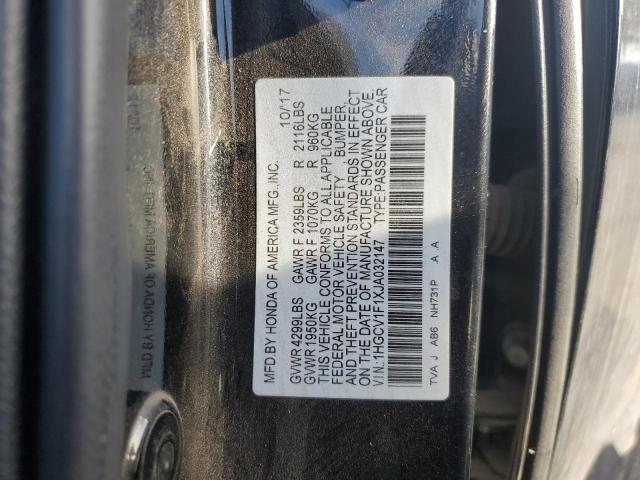 MFD.BY HONDA OF AMERICA MFG.,INC. 10/17
GVWR 4299LBS GAWR F 2359LBS R 2116LBS
GVWR 1950KG GAWR F 1070KG R 960KG
THIS VEHICLE CONFORMS TO ALL APPLICABLE
FEDERAL MOTOR VEHICLE SAFETY BUMPER,
AND THEFT PREVENTION STANDARDS IN EFFECT
ON THE DATE OF MANUFACTURE SHOWN ABOVE.
V.I.N.:1HGCV1F1XJA032147 TYPE:PASSENGER CAR
TVA J AB6 NH731P .A .A